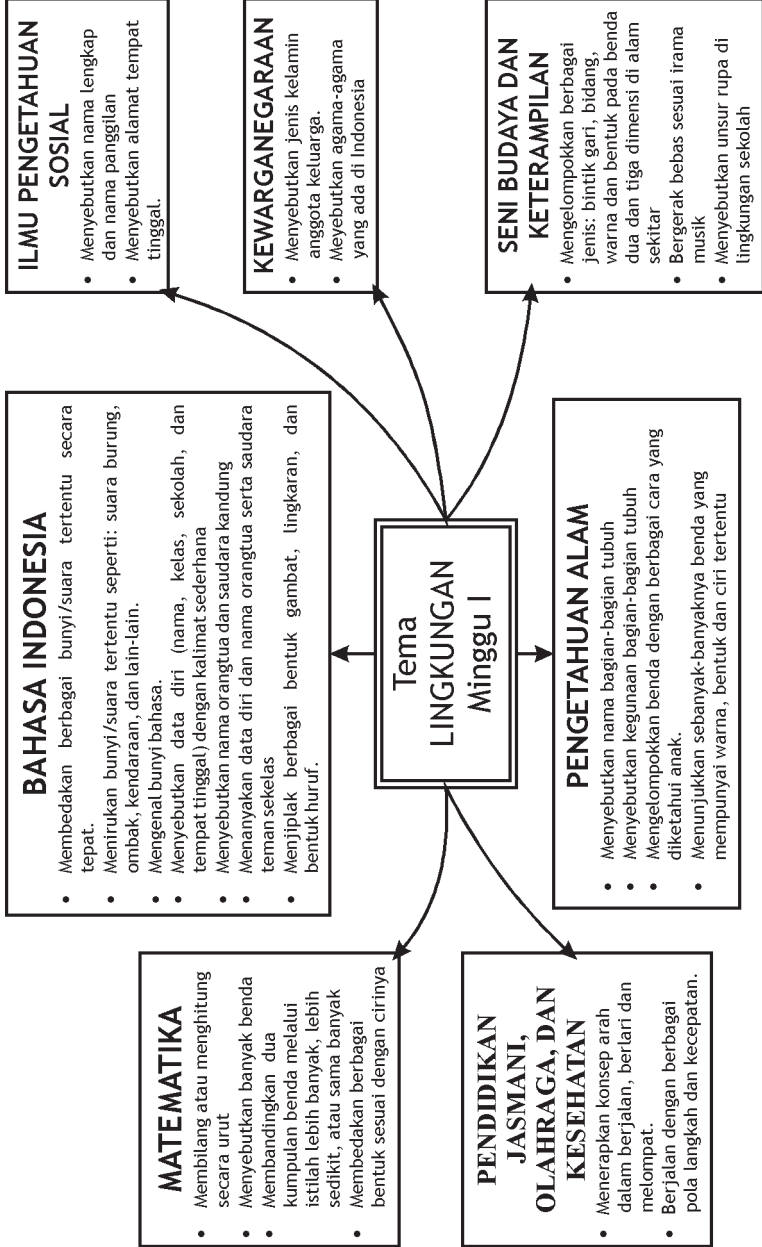 MATEMATIKA
• Membilang atau menghitung
secara urut
• Menyebutkan banyak benda
• Membandingkan dua
kumpulan benda melalui
istilah lebih banyak, lebih
sedikit, atau sama banyak
• Membedakan berbagai
bentuk sesuai dengan cirinya
PENDIDIKAN
JASMANI,
OLAHRAGA, DAN
KESEHATAN
• Menerapkan konsep arah
dalam berjalan, berlari dan
melompat.
• Berjalan dengan berbagai
pola langkah dan kecepatan.
BAHASA INDONESIA
• Membedakan berbagai bunyi/suara tertentu secara
tepat.
• Menirukan bunyi/suara tertentu seperti: suara burung,
ombak, kendaraan, dan lain-lain.
• Mengenal bunyi bahasa.
• Menyebutkan data diri (nama, kelas, sekolah, dan
tempat tinggal) dengan kalimat sederhana
• Menyebutkan nama orangtua dan saudara kandung
• Menanyakan data diri dan nama orangtua serta saudara
teman sekelas
• Menjiplak berbagai bentuk gambat, lingkaran, dan
bentuk huruf.
Tema
LINGKUNGAN
Minggu I
PENGETAHUAN ALAM
• Menyebutkan nama bagian-bagian tubuh
• Menyebutkan kegunaan bagian-bagian tubuh
• Mengelompokkan benda dengan berbagai cara yang
diketahui anak.
• Menunjukkan sebanyak-banyaknya benda yang
mempunyai warna, bentuk dan ciri tertentu
ILMU PENGETAHUAN
SOSIAL
• Menyebutkan nama lengkap
dan nama panggilan
• Menyebutkan alamat tempat
tinggal.
KEWARGANEGARAAN
• Menyebutkan jenis kelamin
anggota keluarga.
• Meyebutkan agama-agama
yang ada di Indonesia
SENI BUDAYA DAN
KETERAMPILAN
• Mengelompokkan berbagai
jenis: bintik gari, bidang,
warna dan bentuk pada benda
dua dan tiga dimensi di alam
sekitar
• Bergerak bebas sesuai irama
musik
• Menyebutkan unsur rupa di
lingkungan sekolah